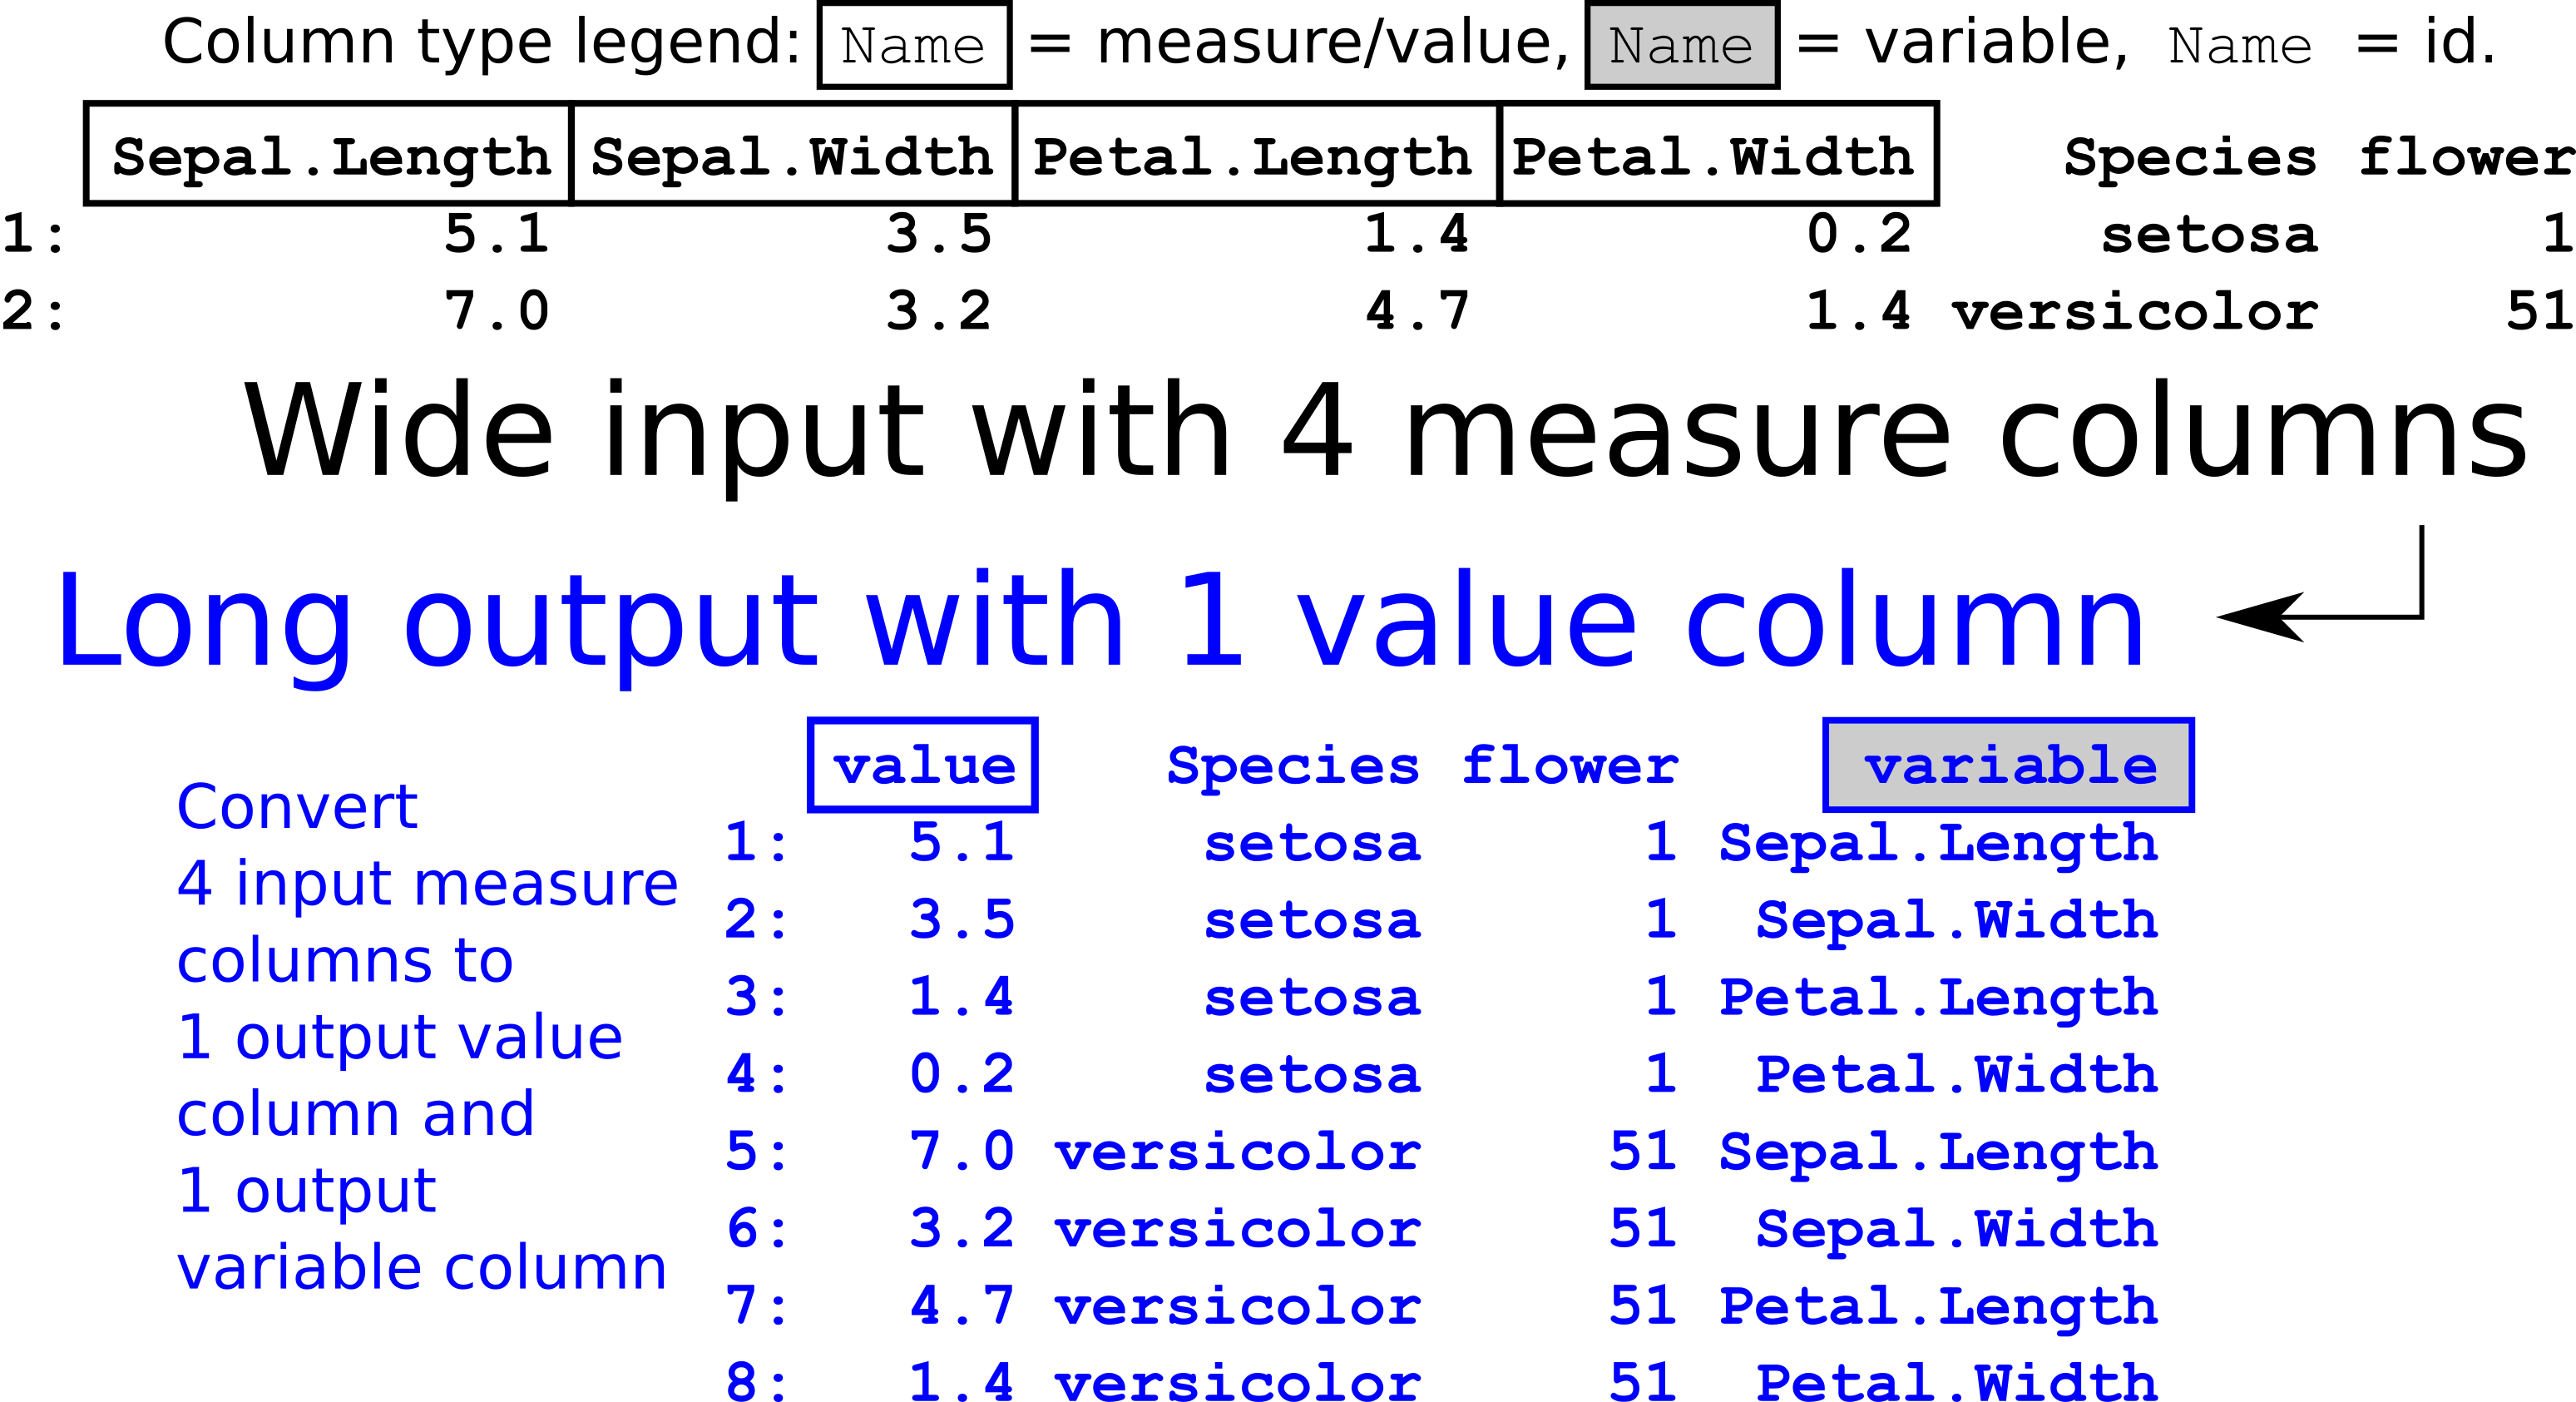 Column type legend: Name = measure/value, Name = variable, Name = id.
Sepal.Length Sepal.Width Petal.Length Petal.Width Species flower
1: 5.1 3.5 1.4 0.2 setosa 1
2: 7.0 3.2 4.7 1.4 versicolor 51
Wide input with 4 measure columns
Long output with 1 value column
Convert
4 input measure
columns to
1 output value
column and
1 output
variable column
value Species flower variable
1: 5.1 setosa 1 Sepal.Length
2: 3.5 setosa 1 Sepal.Width
3: 1.4 setosa 1 Petal.Length
4: 0.2 setosa 1 Petal.Width
5: 7.0 versicolor 51 Sepal.Length
6: 3.2 versicolor 51 Sepal.Width
7: 4.7 versicolor 51 Petal.Length
8: 1.4 versicolor 51 Petal.Width